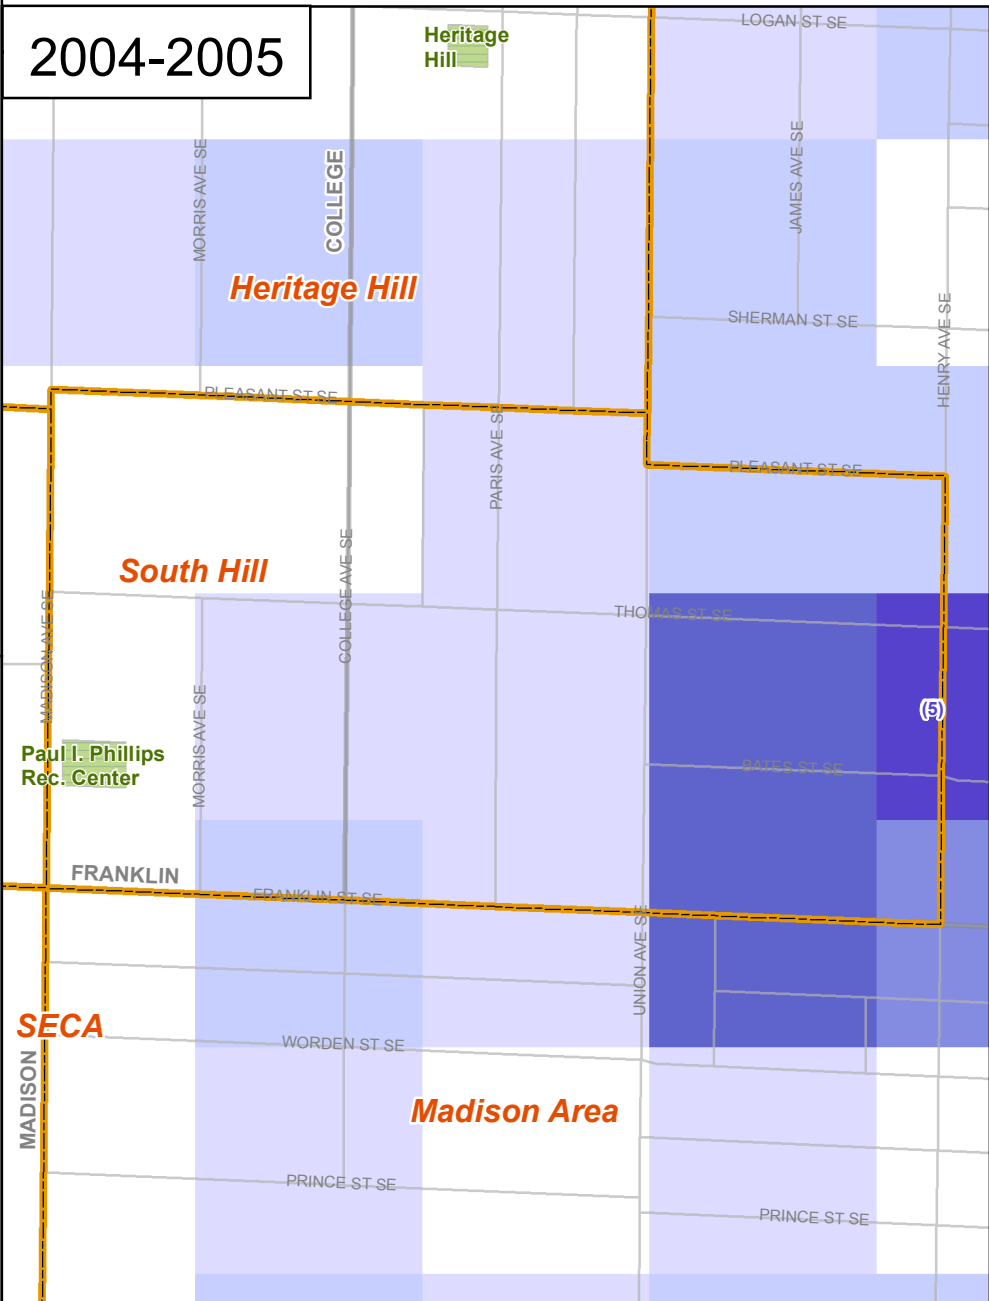 2004-2005
LOGAN ST SE
Heritage
Hill
JAMES AVE SE
MORRIS AVE SE
COLLEGE
Heritage Hill
SHERMAN ST SE
HENRY AVE SE
PLEASANT ST SE
PARIS AVE SE
PLEASANT ST SE
South Hill
COLLEGE AVE SE
THOMAS ST SE
MADISON AVE SE
(5)
MORRIS AVE SE
Paul I. Phillips
Rec. Center
BATES ST SE
FRANKLIN
FRANKLIN ST SE
UNION AVE SE
SECA
WORDEN ST SE
MADISON
Madison Area
PRINCE ST SE
PRINCE ST SE